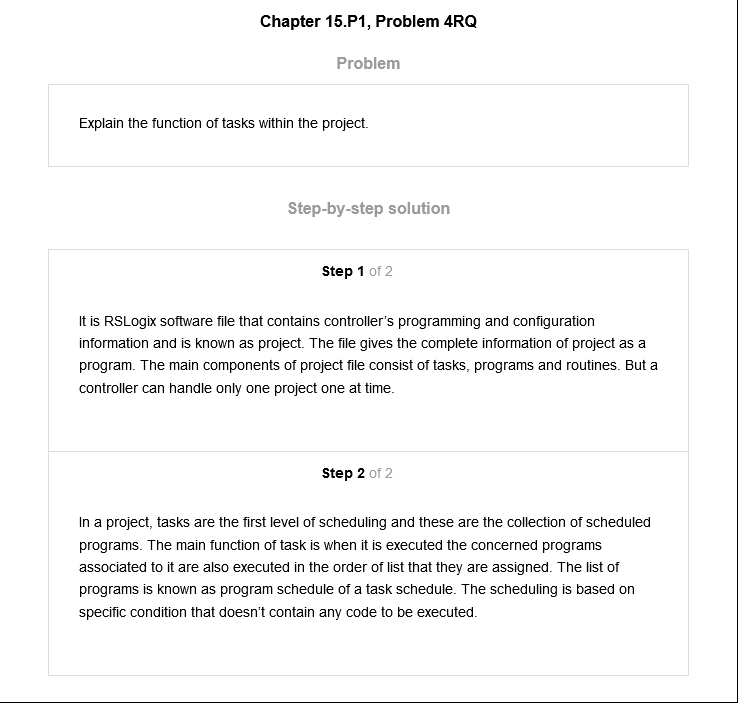 Chapter 15.P1, Problem 4RQ
Problem
Explain the function of tasks within the project.
Step-by-step solution
Step 1 of 2
It is RSLogix software file that contains controller’s programming and configuration
information and is known as project. The file gives the complete information of project as a
program. The main components of project file consist of tasks, programs and routines. But a
controller can handle only one project one at time.
Step 2 of 2
In a project, tasks are the first level of scheduling and these are the collection of scheduled
programs. The main function of task is when it is executed the concerned programs
associated to it are also executed in the order of list that they are assigned. The list of
programs is known as program schedule of a task schedule. The scheduling is based on
specific condition that doesn’t contain any code to be executed.